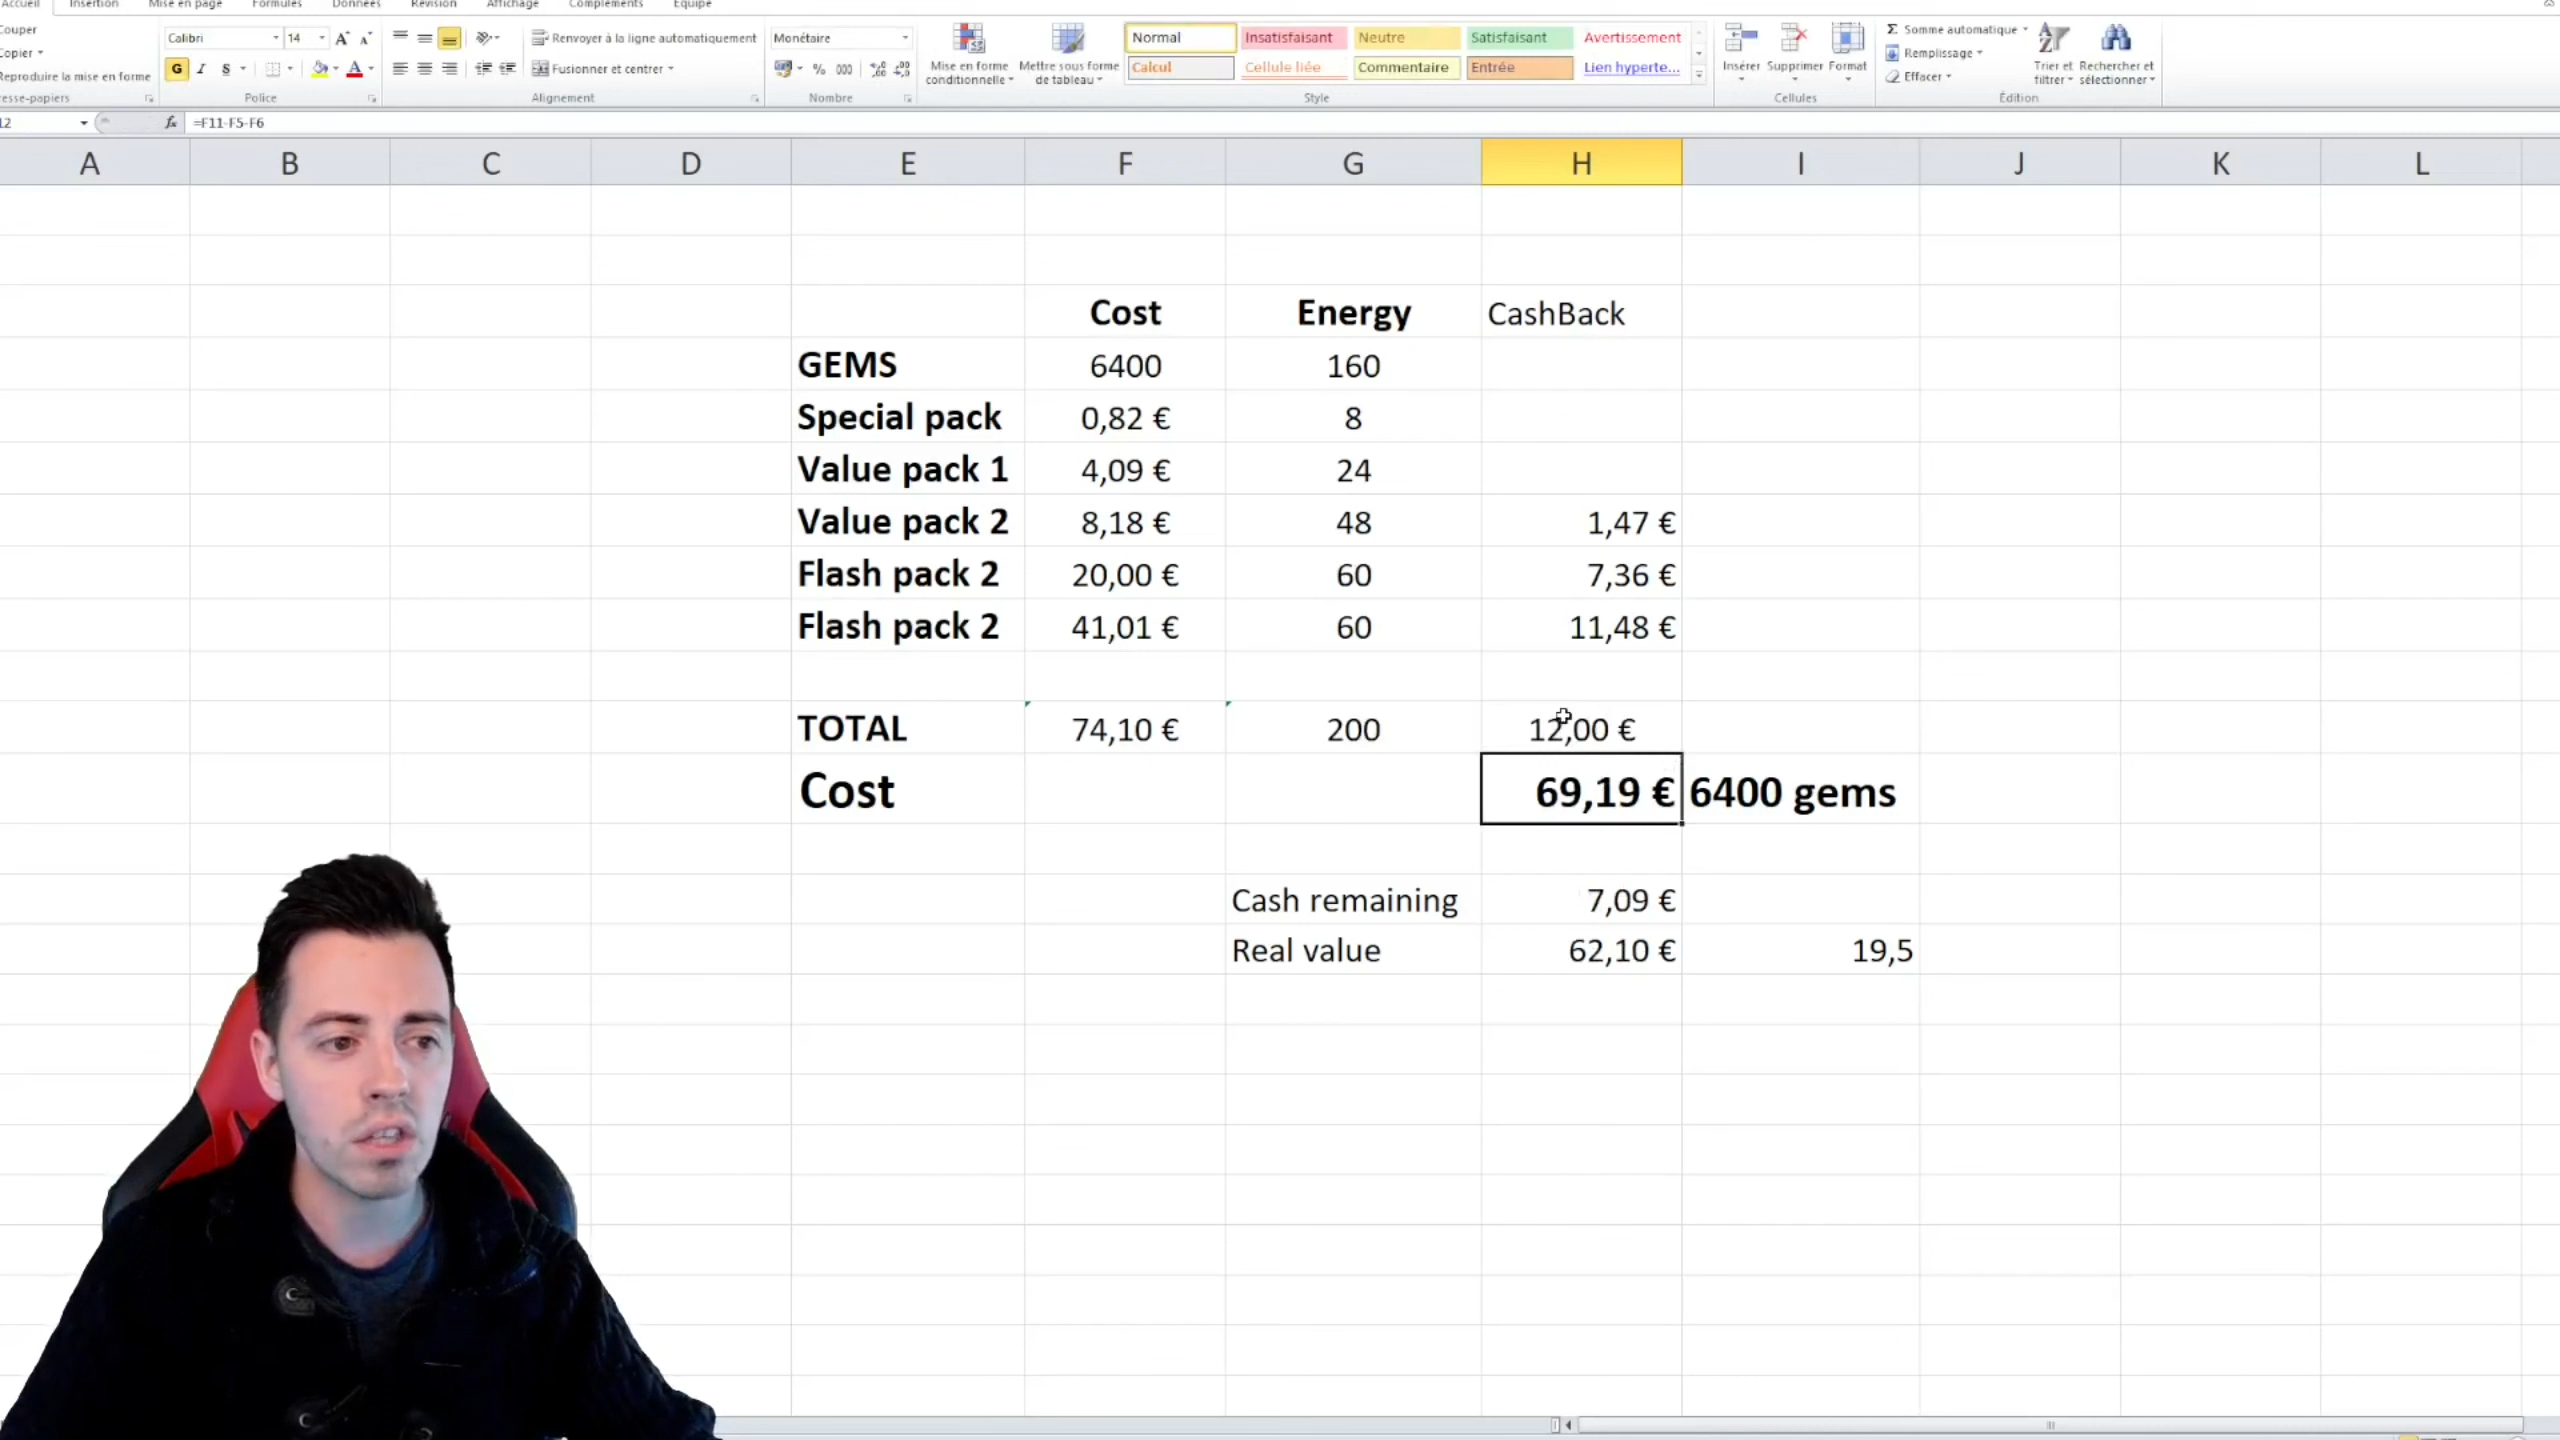 Accueil Insertion Mise en page Formules Données Révision Affichage Compléments Équipe
Couper
Copier
Reproduire la mise en forme
Presse-papiers
Calibri 14
G I S A
Police
Renvoyer à la ligne automatiquement
Fusionner et centrer
Alignement
Monétaire
% 000
Nombre
Mise en forme conditionnelle
Mettre sous forme de tableau
Normal Insatisfaisant Neutre Satisfaisant Avertissement
Calcul Cellule liée Commentaire Entrée Lien hyperte...
Style
Insérer Supprimer Format
Cellules
Σ Somme automatique
Remplissage
Effacer
Trier et filtrer
Rechercher et sélectionner
Édition
12 fx =F11-F5-F6
A B C D E F G H I J K L
Cost Energy CashBack
GEMS 6400 160
Special pack 0,82 € 8
Value pack 1 4,09 € 24
Value pack 2 8,18 € 48 1,47 €
Flash pack 2 20,00 € 60 7,36 €
Flash pack 2 41,01 € 60 11,48 €
TOTAL 74,10 € 200 12,00 €
Cost 69,19 € 6400 gems
Cash remaining 7,09 €
Real value 62,10 € 19,5